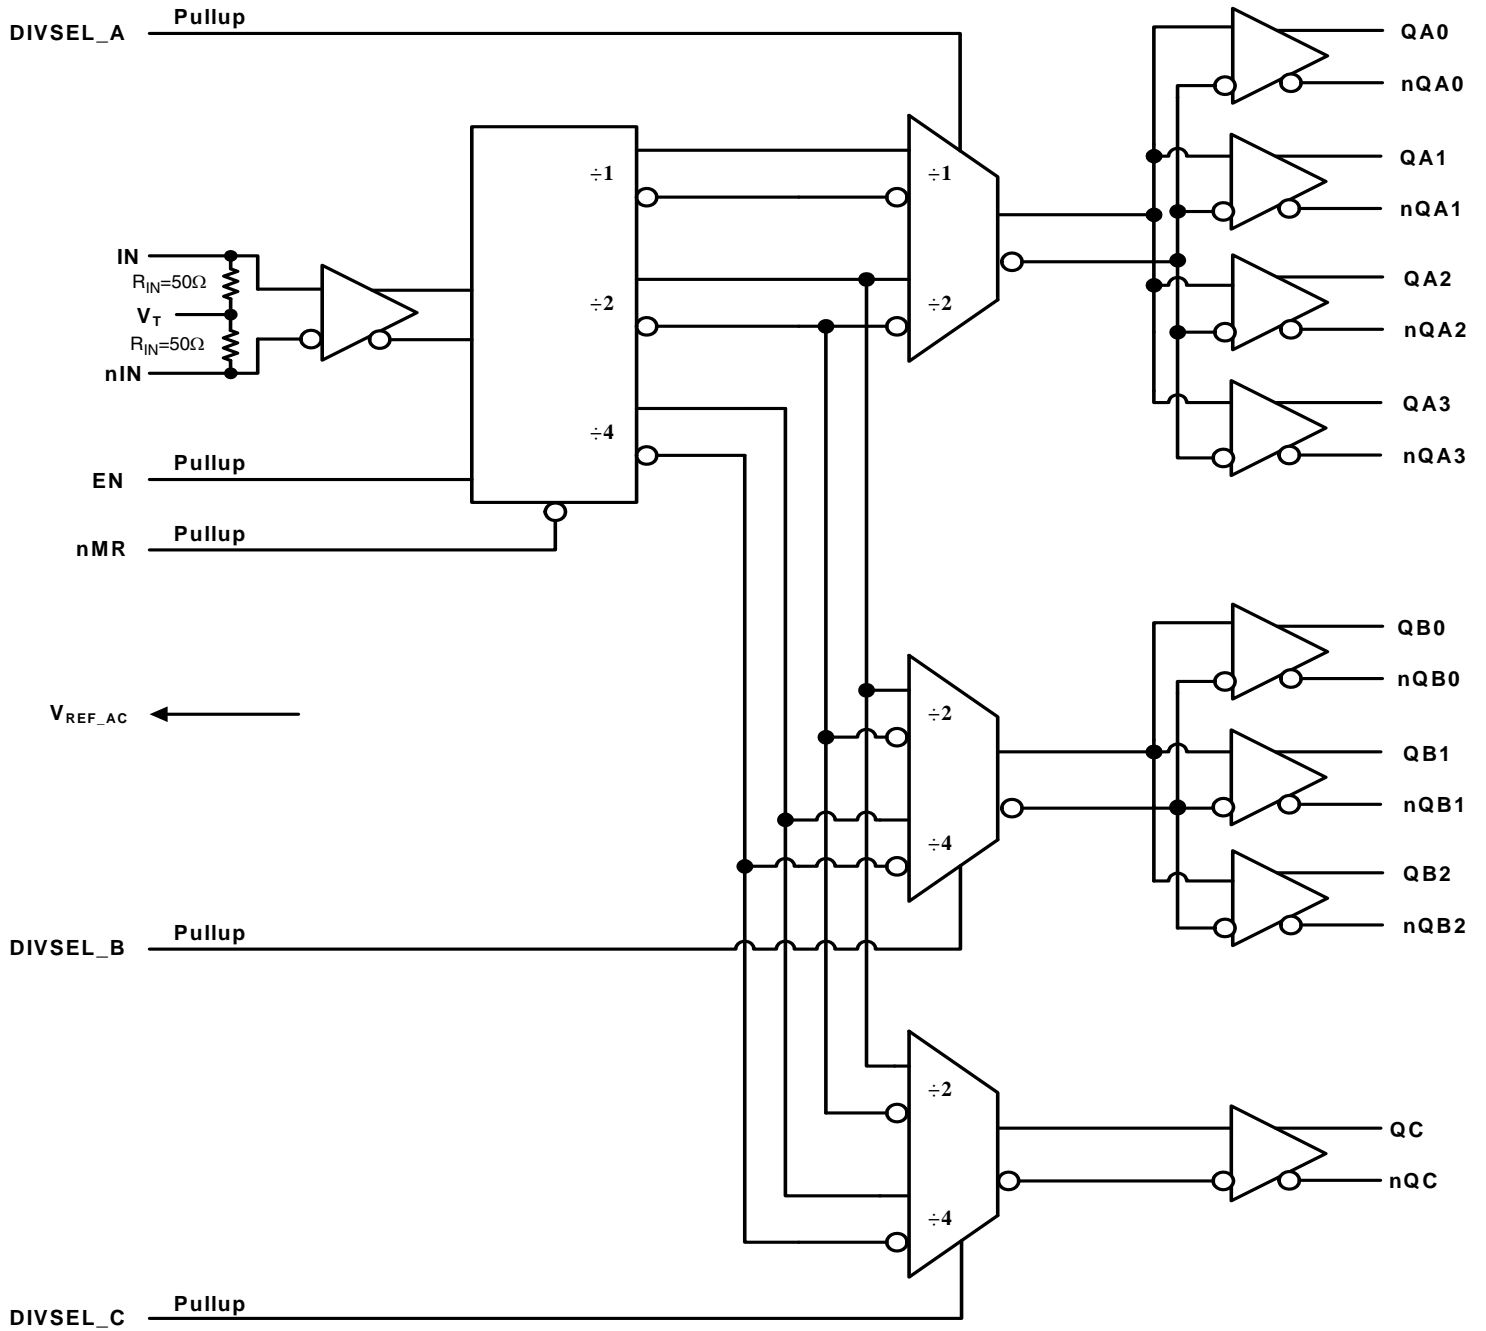 DIVSEL_A
Pullup
QA0
nQA0
÷1
÷1
QA1
nQA1
IN
RIN=50Ω
VT
RIN=50Ω
nIN
÷2
÷2
QA2
nQA2
÷4
QA3
nQA3
EN
Pullup
nMR
Pullup
QB0
nQB0
VREF_AC
÷2
QB1
nQB1
÷4
QB2
nQB2
DIVSEL_B
Pullup
÷2
QC
nQC
÷4
DIVSEL_C
Pullup